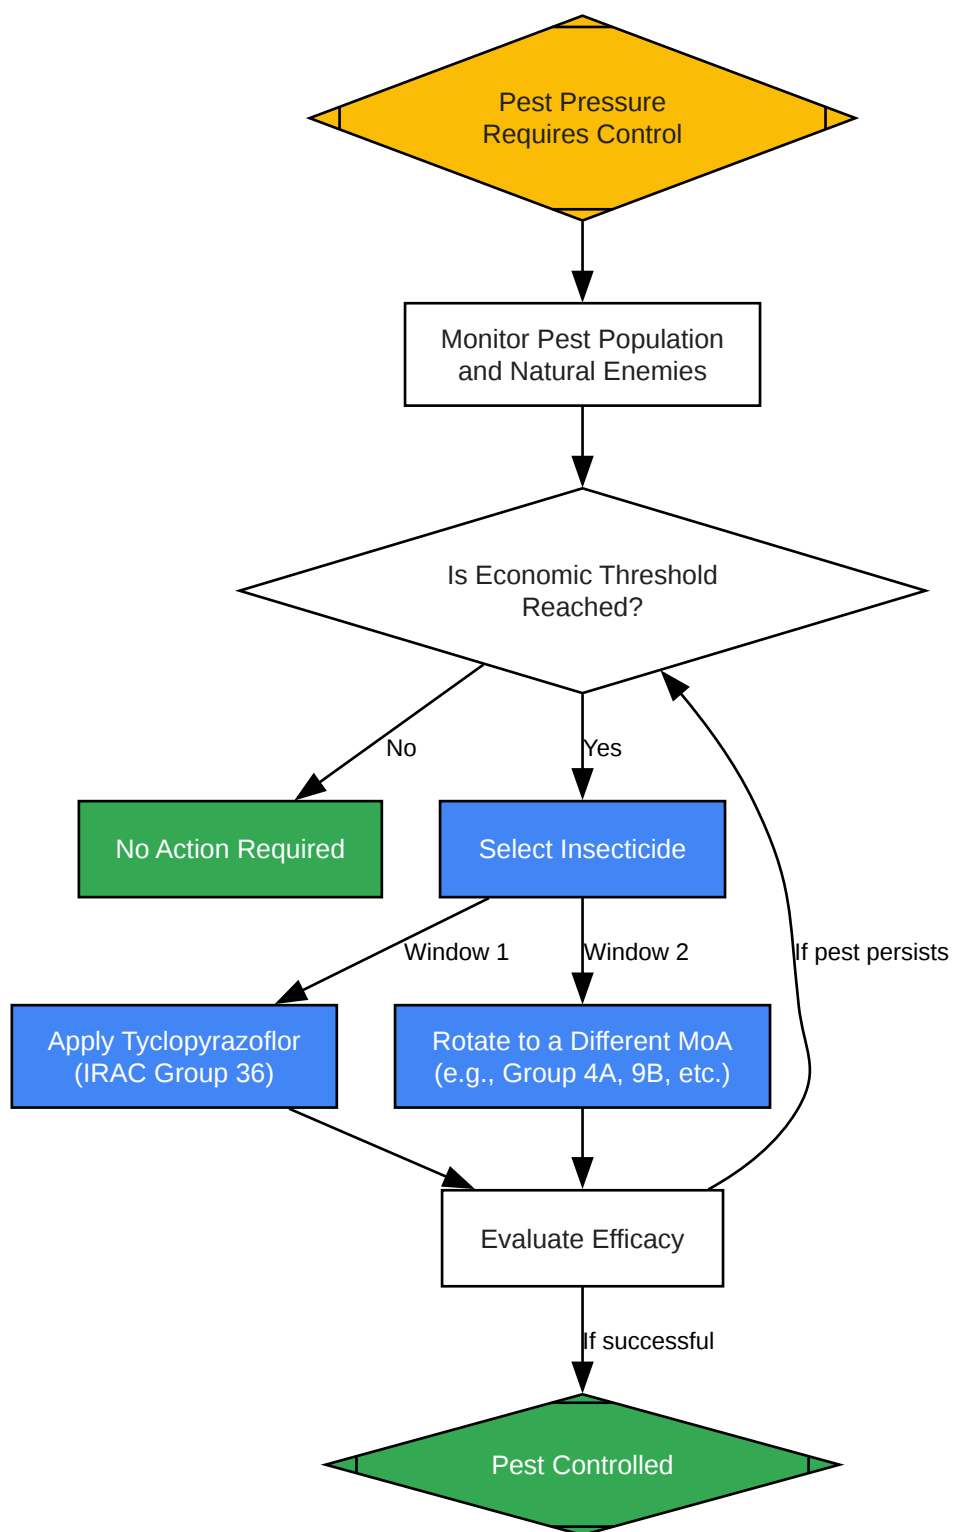 Pest Pressure
Requires Control
Monitor Pest Population
and Natural Enemies
Is Economic Threshold
Reached?
No
Yes
No Action Required
Select Insecticide
Window 1
Window 2
If pest persists
Apply Tyclopyrazoflor
(IRAC Group 36)
Rotate to a Different MoA
(e.g., Group 4A, 9B, etc.)
Evaluate Efficacy
If successful
Pest Controlled